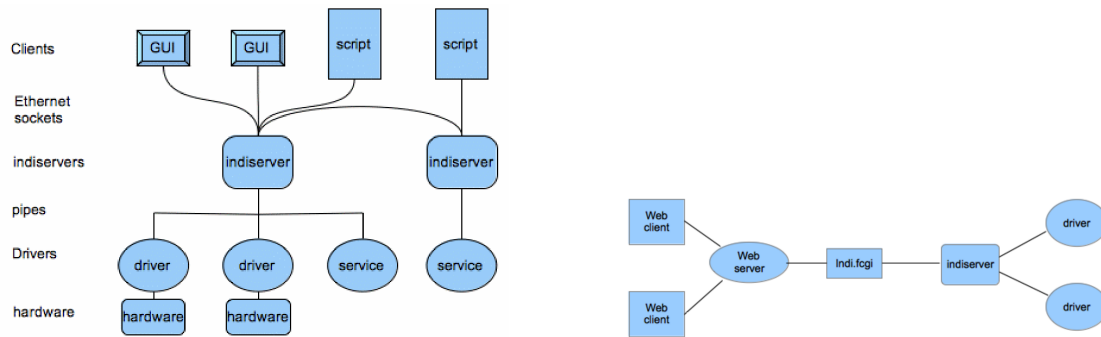 Clients
GUI
GUI
script
script
Ethernet
sockets
indiservers
indiserver
indiserver
pipes
Drivers
driver
driver
service
service
hardware
hardware
hardware
Web
client
Web
client
Web
server
Indi.fcgi
indiserver
driver
driver